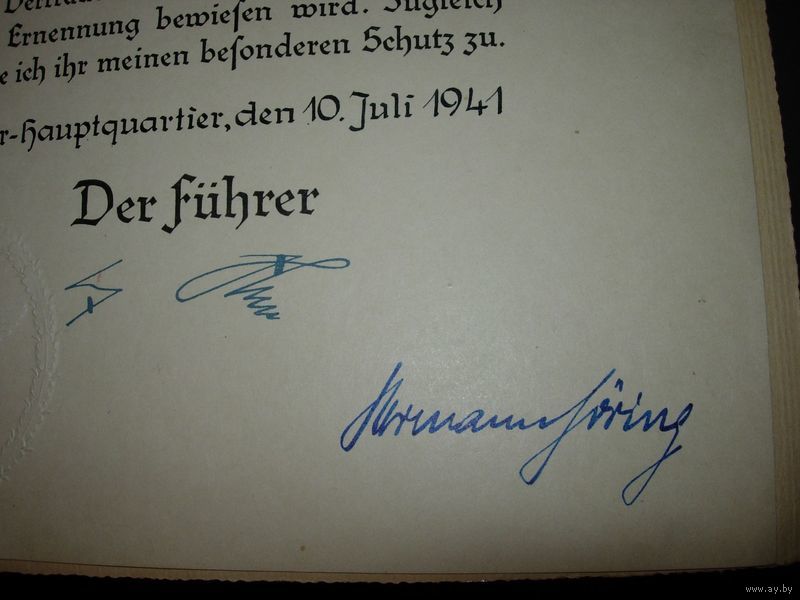 Ernennung bewiesen wird. Zugleich
e ich ihr meinen besonderen Schutz zu.
r-Hauptquartier, den 10. Juli 1941
Der Führer
Hermann Göring
www.ay.by